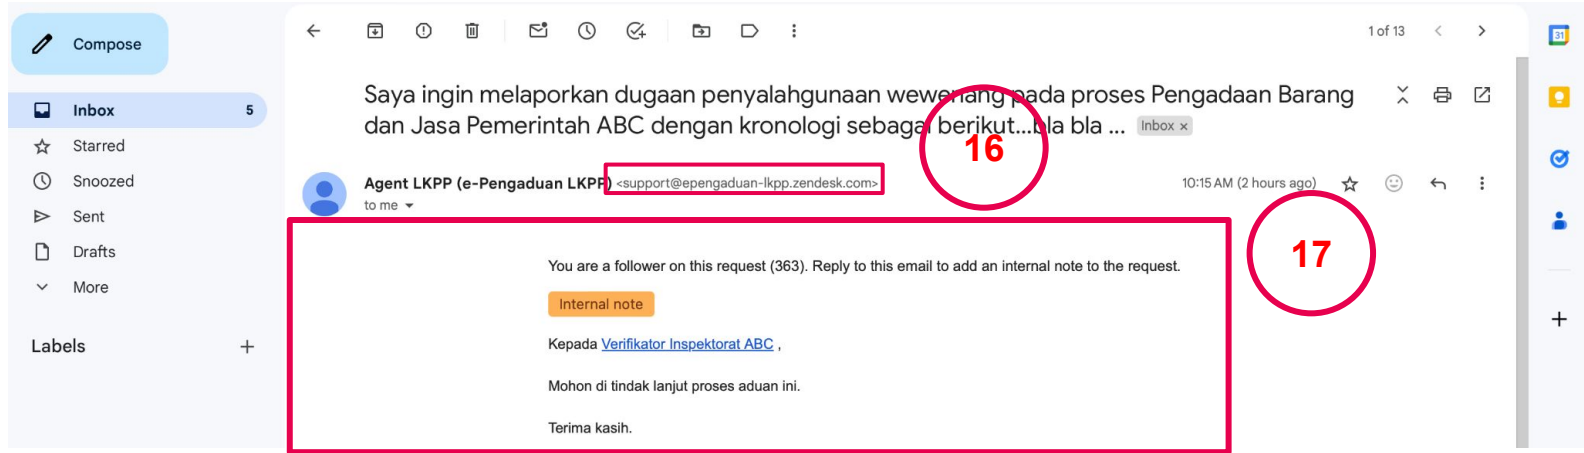 Compose
1 of 13
31
Inbox 5
Starred
Snoozed
Sent
Drafts
More
Labels
Saya ingin melaporkan dugaan penyalahgunaan wewenang pada proses Pengadaan Barang
dan Jasa Pemerintah ABC dengan kronologi sebagai berikut...bla bla ... Inbox x
16
Agent LKPP (e-Pengaduan LKPP) <support@epengaduan-lkpp.zendesk.com>
10:15 AM (2 hours ago)
to me
17
You are a follower on this request (363). Reply to this email to add an internal note to the request.
Internal note
Kepada Verifikator Inspektorat ABC ,
Mohon di tindak lanjut proses aduan ini.
Terima kasih.